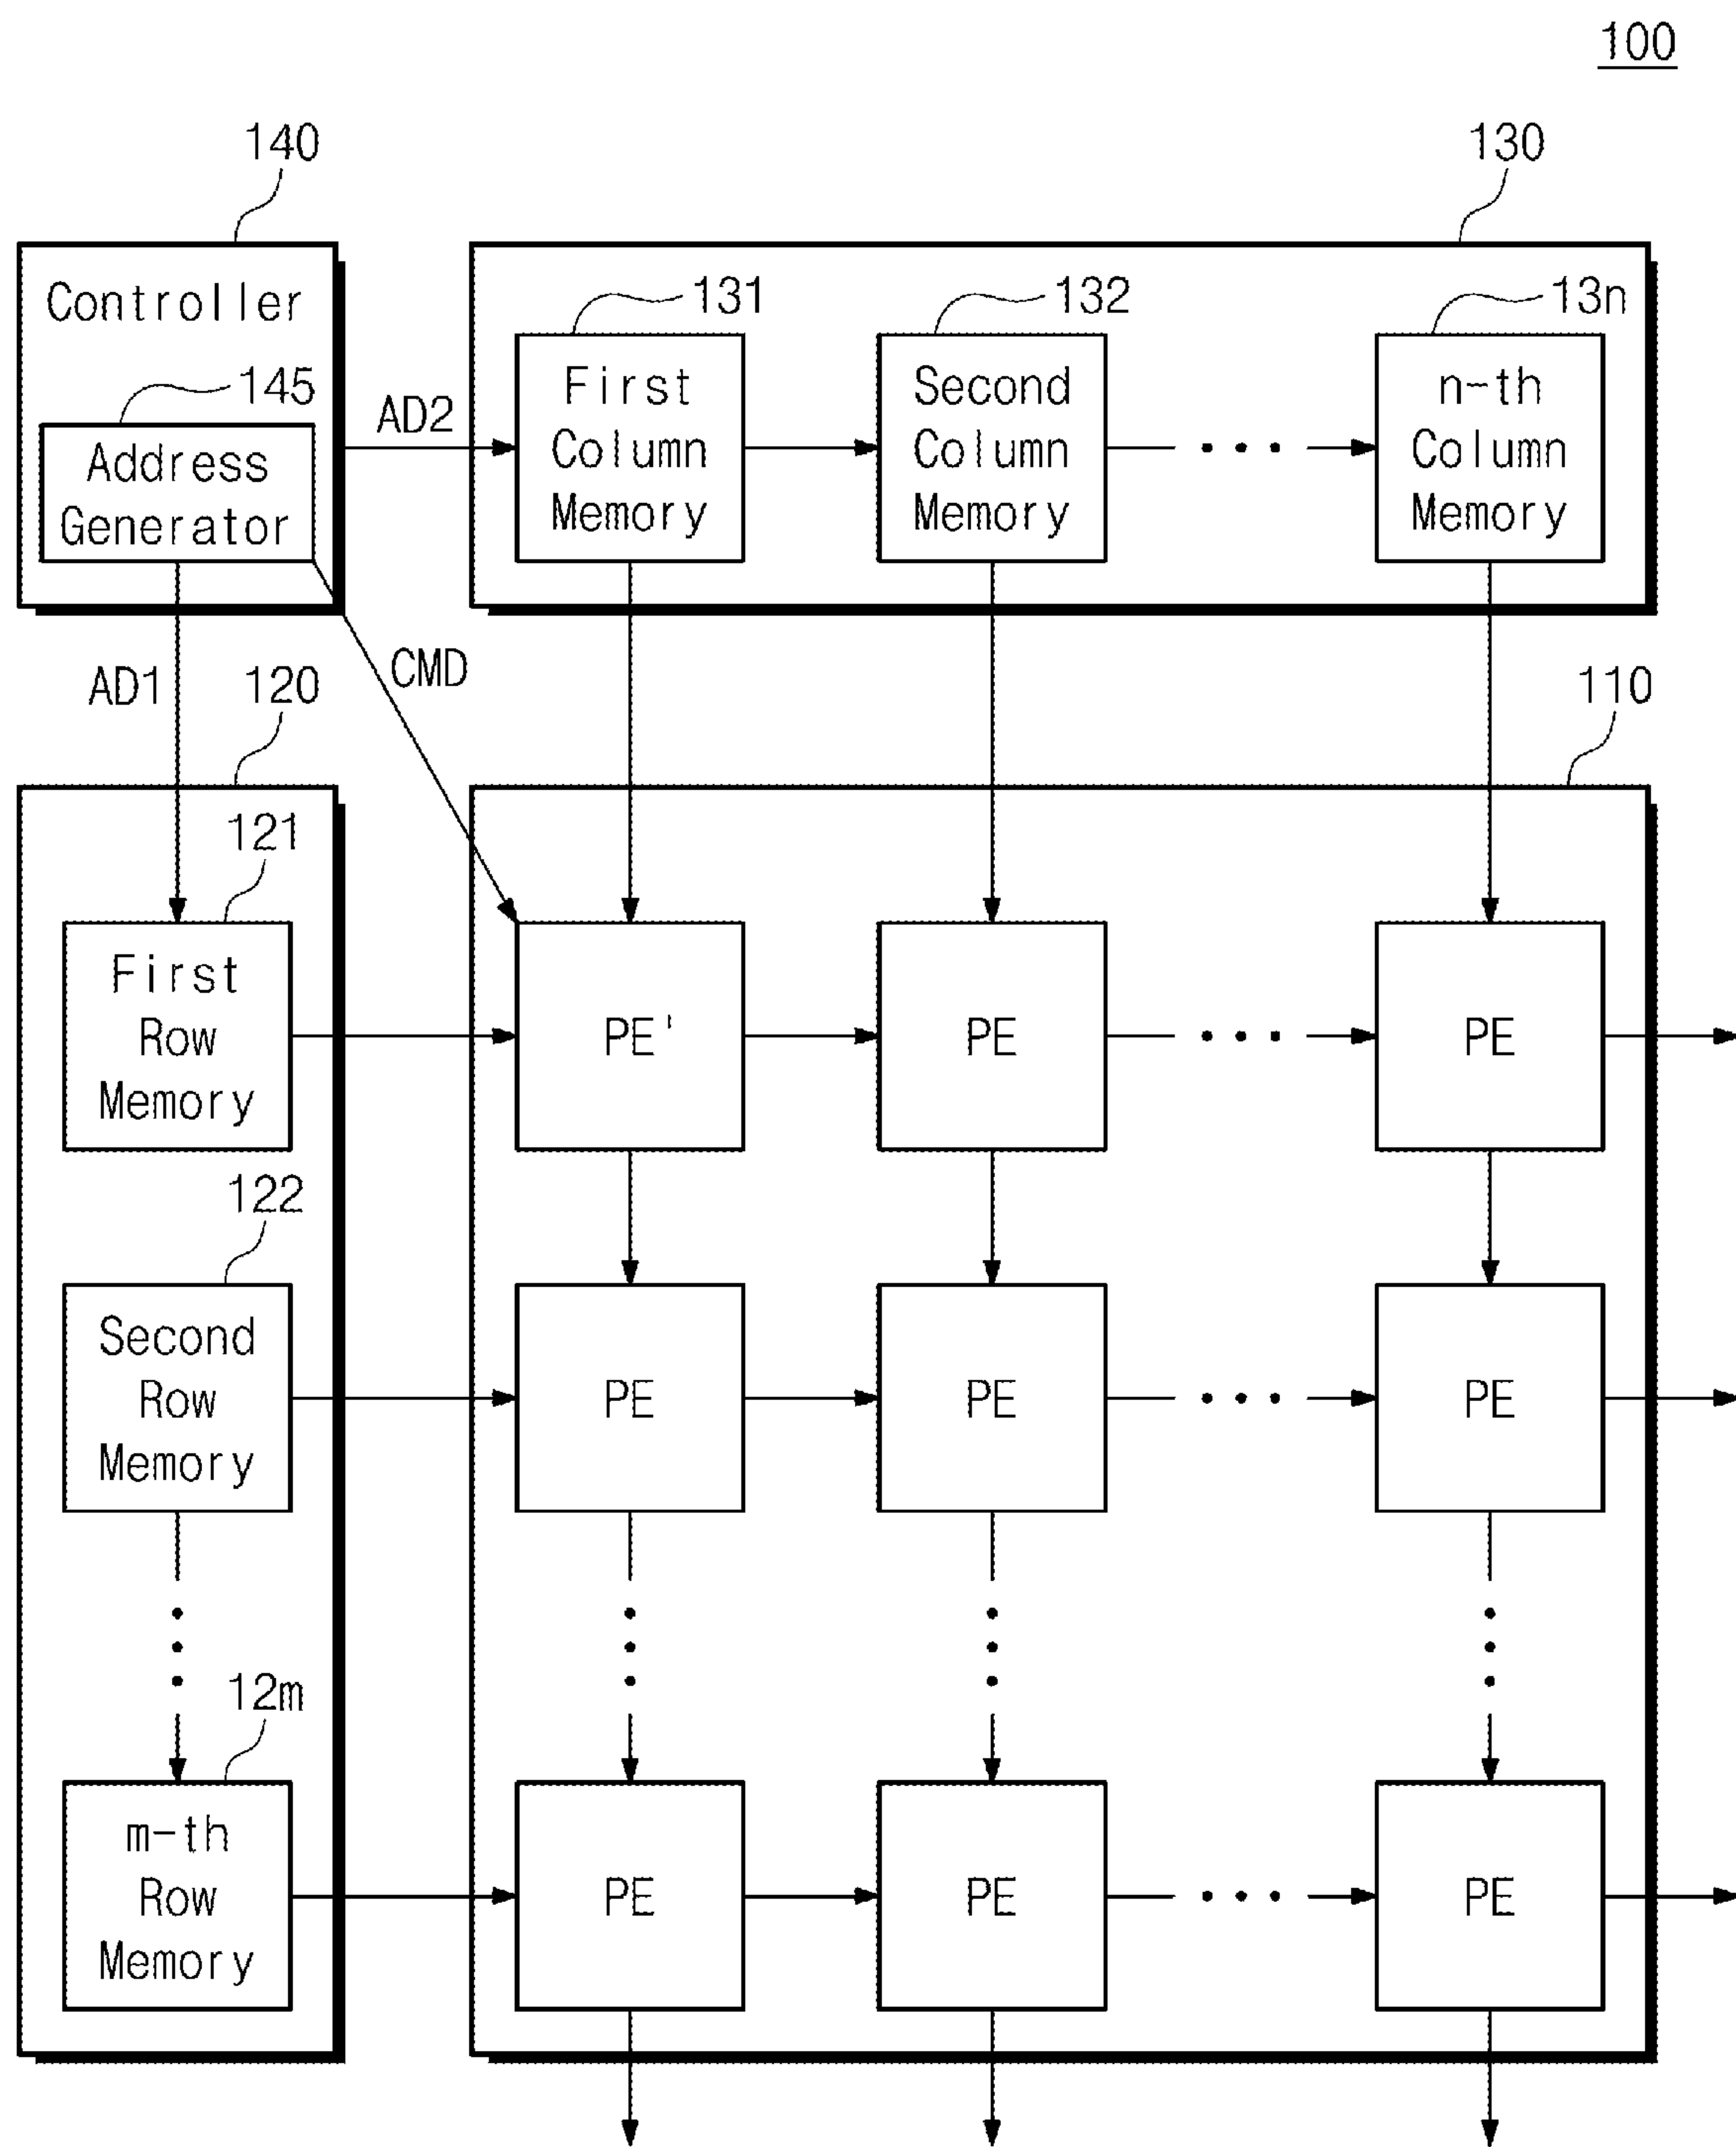 100
140
130
Controller
131
132
13n
145
Address
Generator
AD2
First
Column
Memory
Second
Column
Memory
n-th
Column
Memory
AD1
120
CMD
110
121
First
Row
Memory
PE'
PE
PE
122
Second
Row
Memory
PE
PE
PE
12m
m-th
Row
Memory
PE
PE
PE